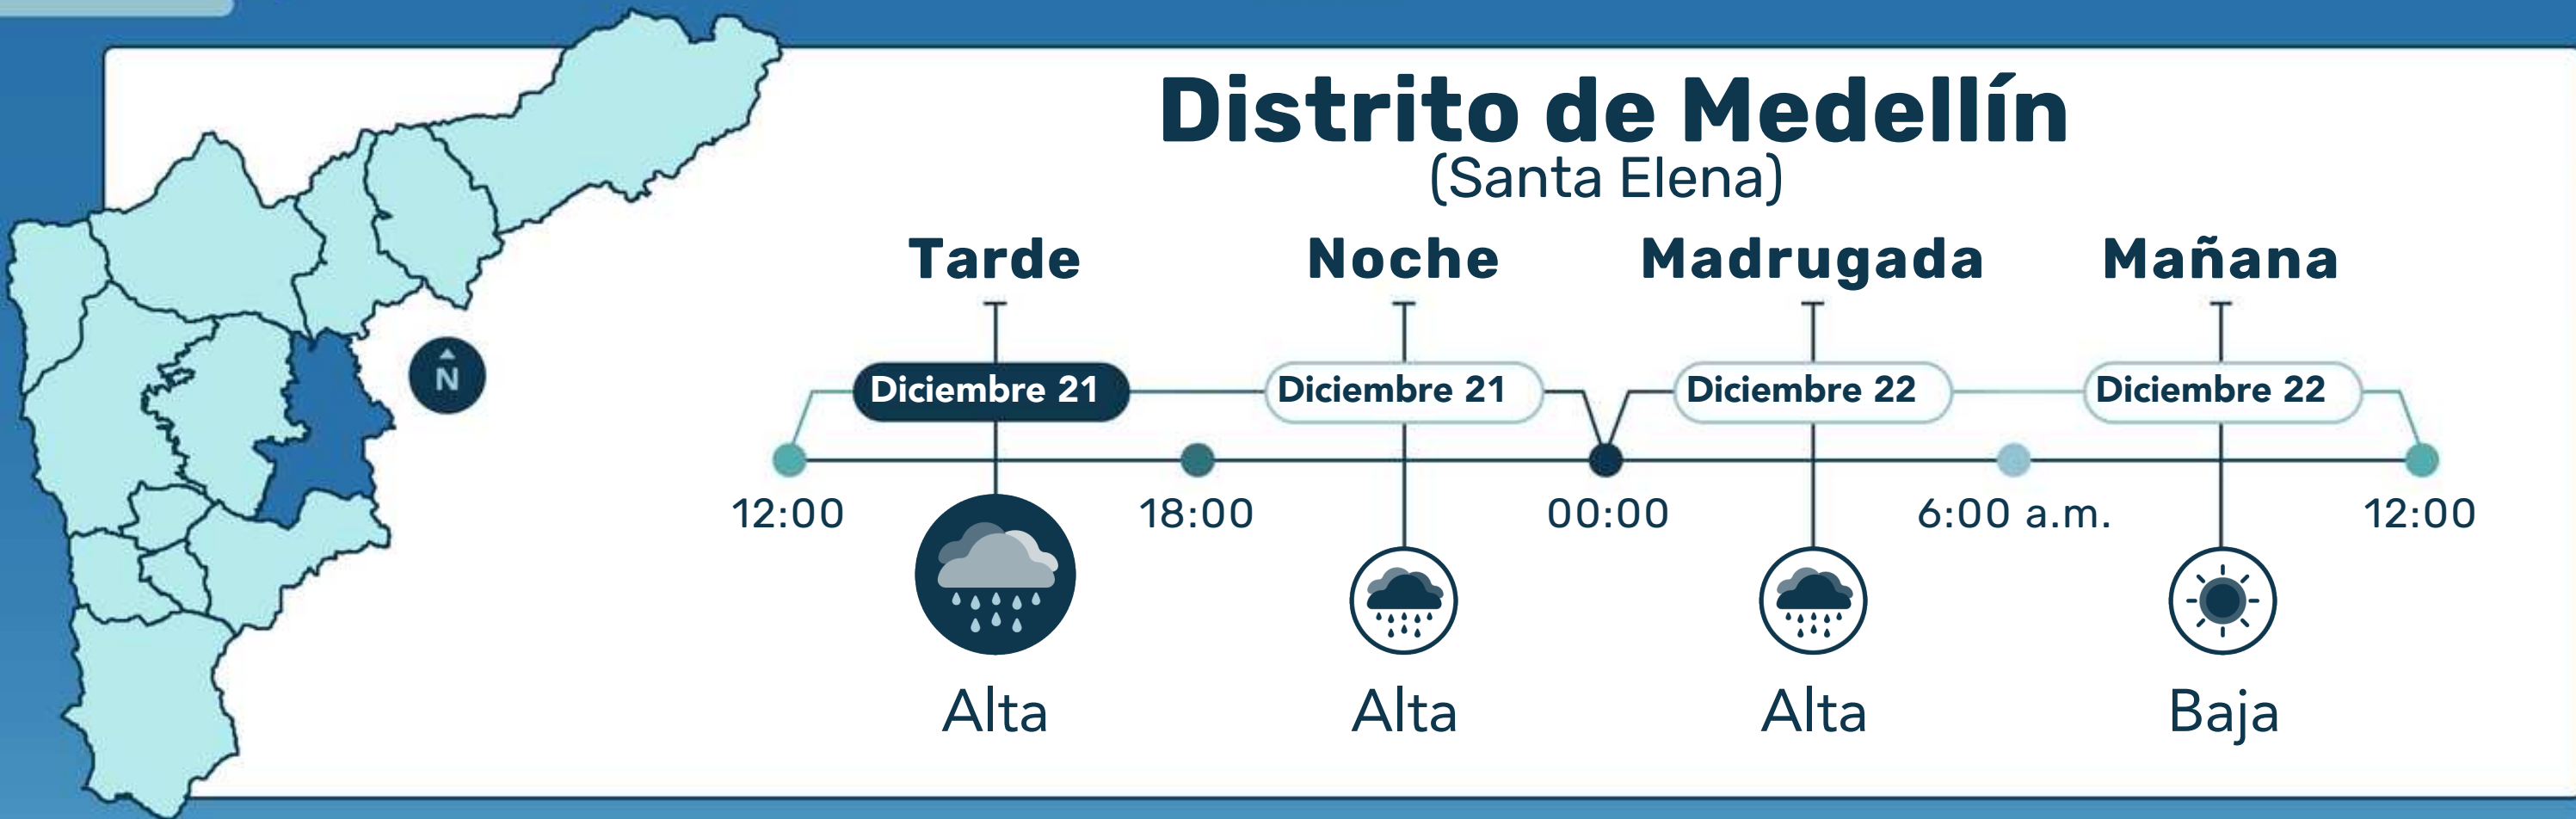 Distrito de Medellín
(Santa Elena)
Tarde Noche Madrugada Mañana
N
Diciembre 21 Diciembre 21 Diciembre 22 Diciembre 22
12:00 18:00 00:00 6:00 a.m. 12:00
Alta Alta Alta Baja